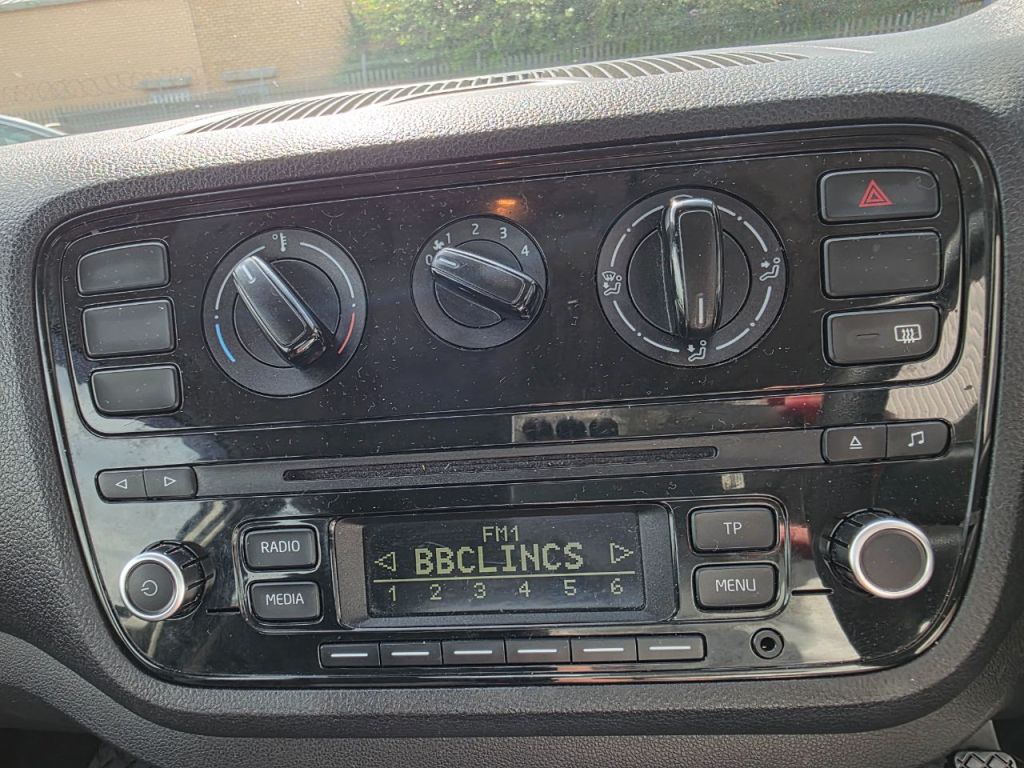 °F
0 1 2 3 4
FM1
BBCLINCS
1 2 3 4 5 6
RADIO
MEDIA
TP
MENU